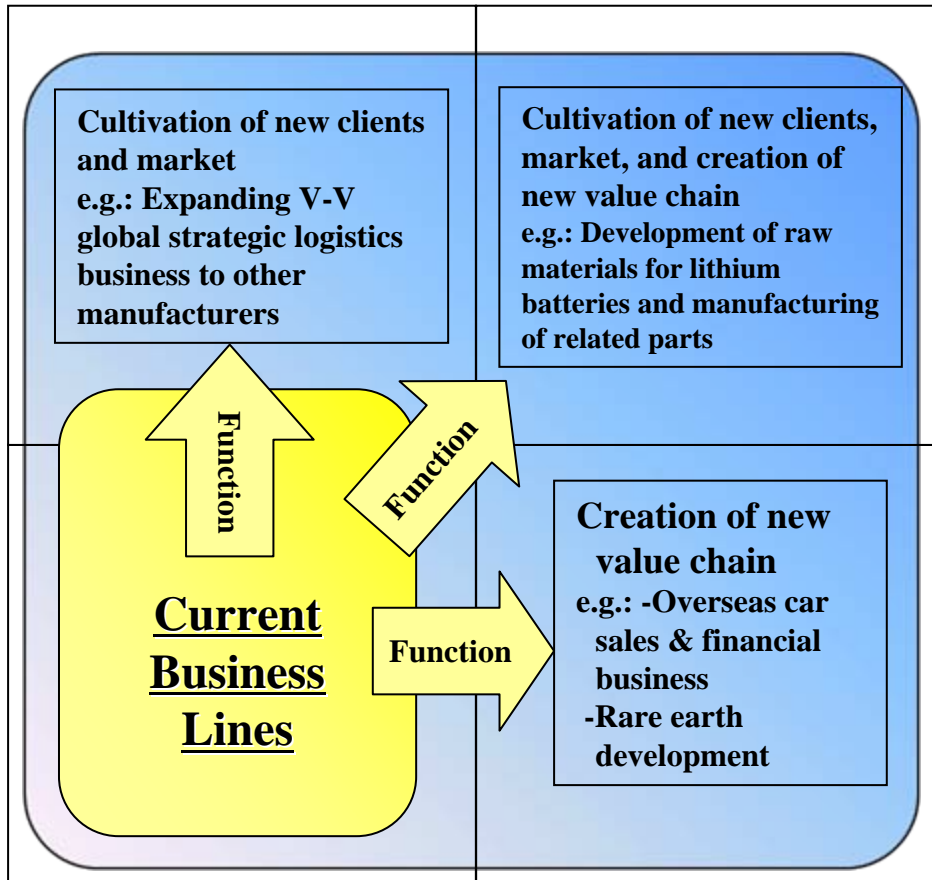 Cultivation of new clients
and market
e.g.: Expanding V-V
global strategic logistics
business to other
manufacturers
Cultivation of new clients,
market, and creation of
new value chain
e.g.: Development of raw
materials for lithium
batteries and manufacturing
of related parts
Function
Function
Function
Current
Business
Lines
Creation of new
value chain
e.g.: -Overseas car
sales & financial
business
-Rare earth
development